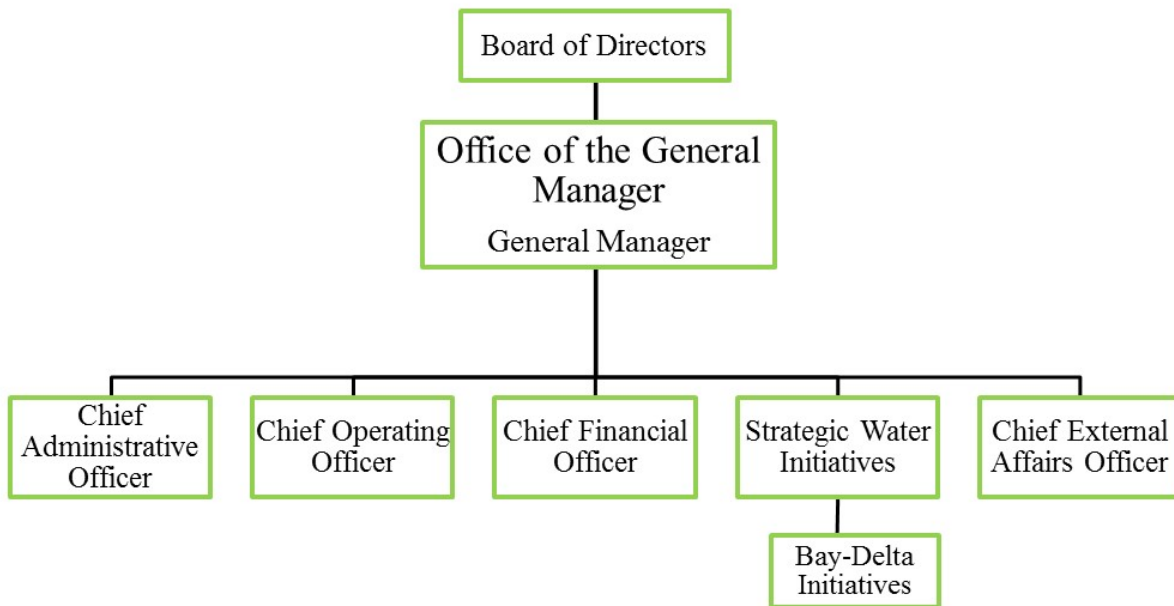 Board of Directors
Office of the General
Manager
General Manager
Chief
Administrative
Officer
Chief Operating
Officer
Chief Financial
Officer
Strategic Water
Initiatives
Chief External
Affairs Officer
Bay-Delta
Initiatives